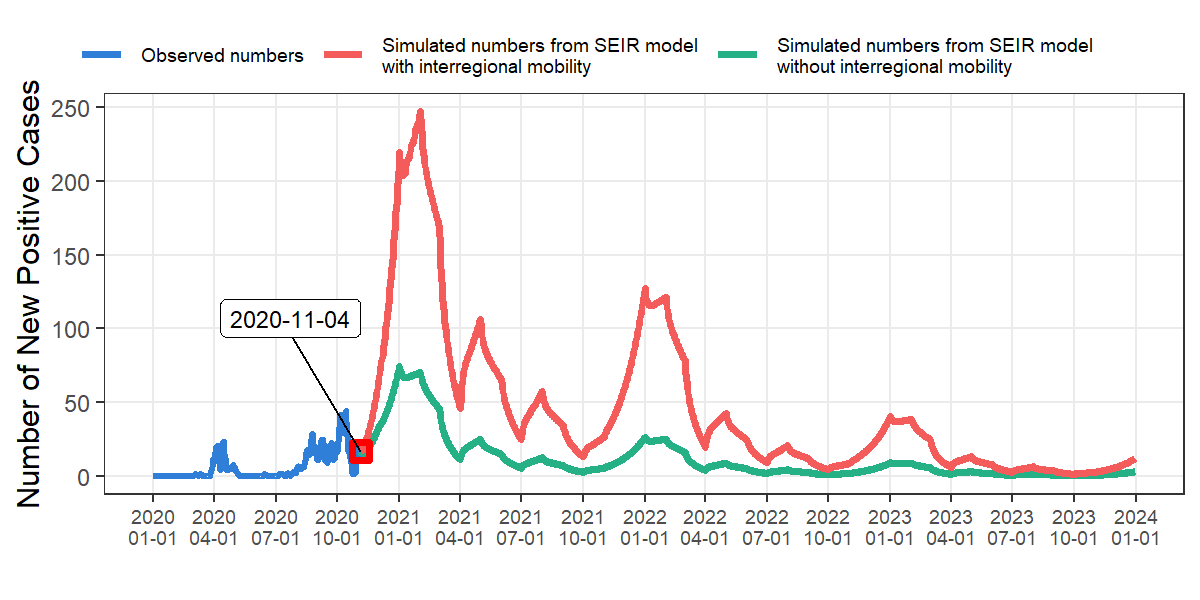 Observed numbers
Simulated numbers from SEIR model
with interregional mobility
Simulated numbers from SEIR model
without interregional mobility
Number of New Positive Cases
250
200
150
100
50
0
2020-11-04
2020 2020 2020 2020 2021 2021 2021 2021 2022 2022 2022 2022 2023 2023 2023 2023 2024
01-01 04-01 07-01 10-01 01-01 04-01 07-01 10-01 01-01 04-01 07-01 10-01 01-01 04-01 07-01 10-01 01-01